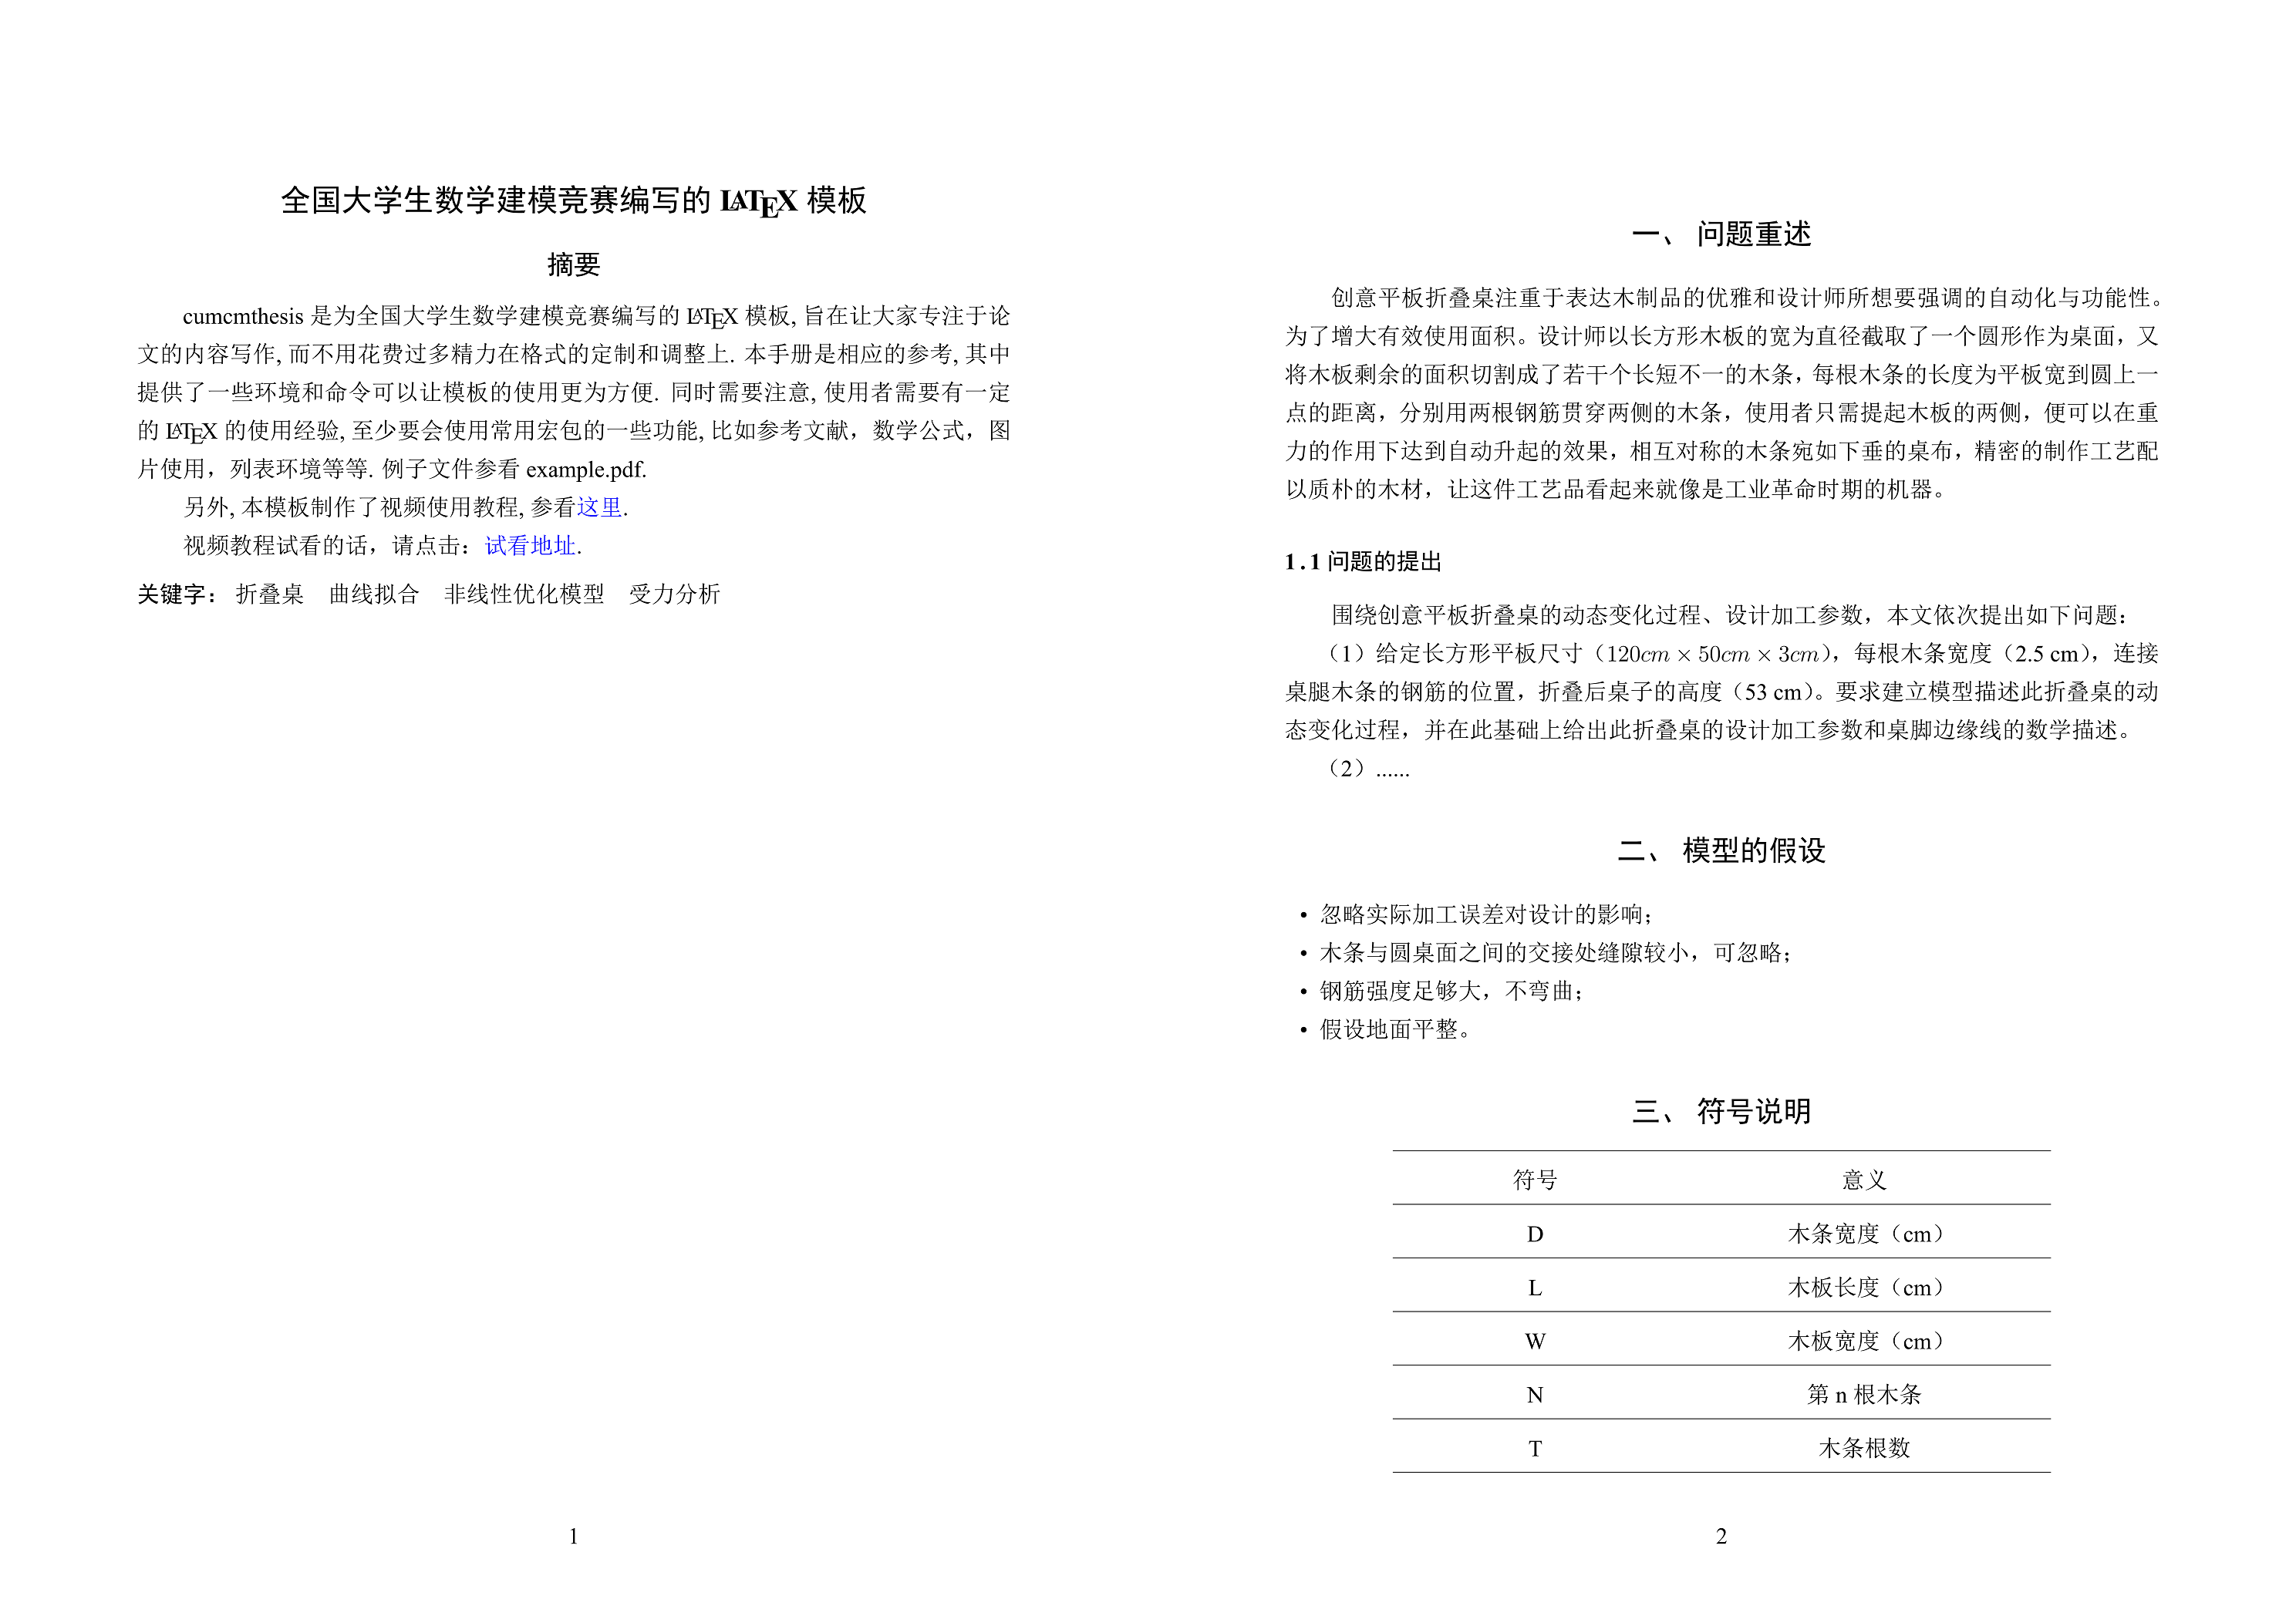 全国大学生数学建模竞赛编写的 LATEX 模板
摘要
cumcmthesis 是为全国大学生数学建模竞赛编写的 LATEX 模板, 旨在让大家专注于论
文的内容写作, 而不用花费过多精力在格式的定制和调整上. 本手册是相应的参考, 其中
提供了一些环境和命令可以让模板的使用更为方便. 同时需要注意, 使用者需要有一定
的 LATEX 的使用经验, 至少要会使用常用宏包的一些功能, 比如参考文献，数学公式，图
片使用，列表环境等等. 例子文件参看 example.pdf.
另外, 本模板制作了视频使用教程, 参看这里.
视频教程试看的话，请点击：试看地址.
关键字： 折叠桌 曲线拟合 非线性优化模型 受力分析
1
一、 问题重述
创意平板折叠桌注重于表达木制品的优雅和设计师所想要强调的自动化与功能性。
为了增大有效使用面积。设计师以长方形木板的宽为直径截取了一个圆形作为桌面，又
将木板剩余的面积切割成了若干个长短不一的木条，每根木条的长度为平板宽到圆上一
点的距离，分别用两根钢筋贯穿两侧的木条，使用者只需提起木板的两侧，便可以在重
力的作用下达到自动升起的效果，相互对称的木条宛如下垂的桌布，精密的制作工艺配
以质朴的木材，让这件工艺品看起来就像是工业革命时期的机器。
1.1 问题的提出
围绕创意平板折叠桌的动态变化过程、设计加工参数，本文依次提出如下问题：
（1）给定长方形平板尺寸（120cm × 50cm × 3cm），每根木条宽度（2.5 cm），连接
桌腿木条的钢筋的位置，折叠后桌子的高度（53 cm）。要求建立模型描述此折叠桌的动
态变化过程，并在此基础上给出此折叠桌的设计加工参数和桌脚边缘线的数学描述。
（2）......
二、 模型的假设
• 忽略实际加工误差对设计的影响；
• 木条与圆桌面之间的交接处缝隙较小，可忽略；
• 钢筋强度足够大，不弯曲；
• 假设地面平整。
三、 符号说明
符号 意义
D 木条宽度（cm）
L 木板长度（cm）
W 木板宽度（cm）
N 第 n 根木条
T 木条根数
2